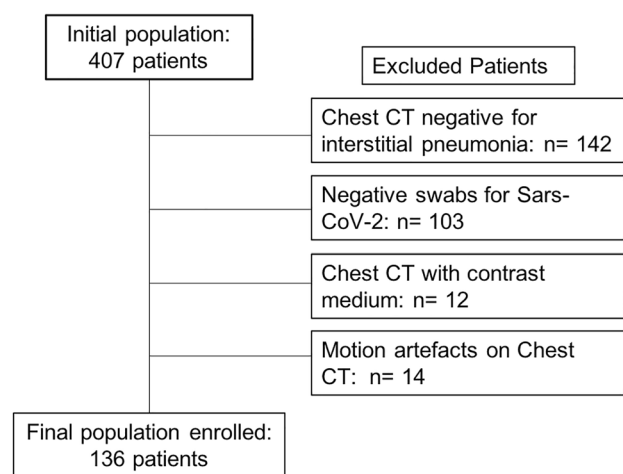 Initial population:
407 patients
Excluded Patients
Chest CT negative for
interstitial pneumonia: n= 142
Negative swabs for Sars-
CoV-2: n= 103
Chest CT with contrast
medium: n= 12
Motion artefacts on Chest
CT:  n= 14
Final population enrolled:
136 patients